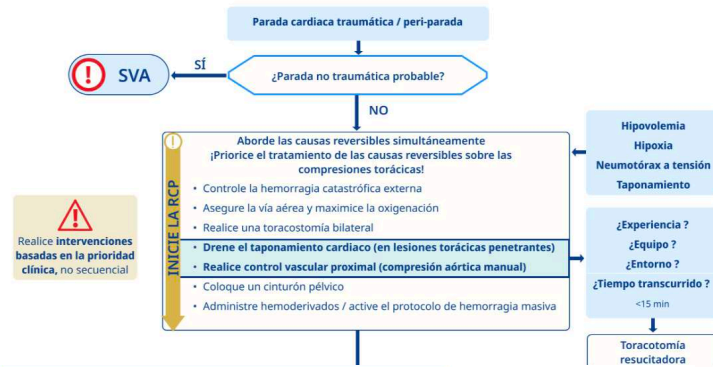 Parada cardiaca traumática / peri-parada
SÍ
SVA
¿Parada no traumática probable?
NO
INICIE LA RCP
Aborde las causas reversibles simultáneamente
¡Priorice el tratamiento de las causas reversibles sobre las
compresiones torácicas!
• Controle la hemorragia catastrófica externa
• Asegure la vía aérea y maximice la oxigenación
• Realice una toracostomía bilateral
• Drene el taponamiento cardiaco (en lesiones torácicas penetrantes)
• Realice control vascular proximal (compresión aórtica manual)
• Coloque un cinturón pélvico
• Administre hemoderivados / active el protocolo de hemorragia masiva
Realice intervenciones
basadas en la prioridad
clínica, no secuencial
Hipovolemia
Hipoxia
Neumotórax a tensión
Taponamiento
¿Experiencia ?
¿Equipo ?
¿Entorno ?
¿Tiempo transcurrido ?
<15 min
Toracotomía
resucitadora